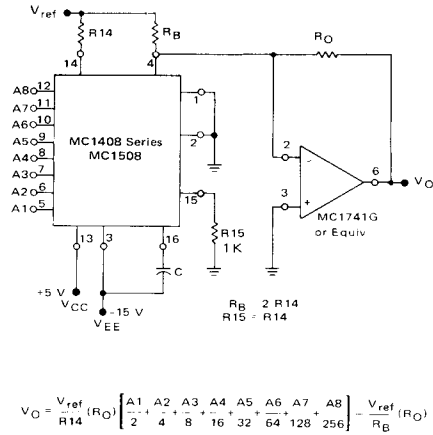 Vref
R14
RB
RO
14
4
A8 12
A7 11
A6 10
A5 9
A4 8
A3 7
A2 6
A1 5
MC1408 Series
MC1508
1
2
15
R15
1K
13
3
16
C
+5 V
VCC
-15 V
VEE
2
-
3
+
6
VO
MC1741G
or Equiv
RB 2 R14
R15 = R14
VO = Vref/R14 (RO) [A1/2 + A2/4 + A3/8 + A4/16 + A5/32 + A6/64 + A7/128 + A8/256] - Vref/RB (RO)